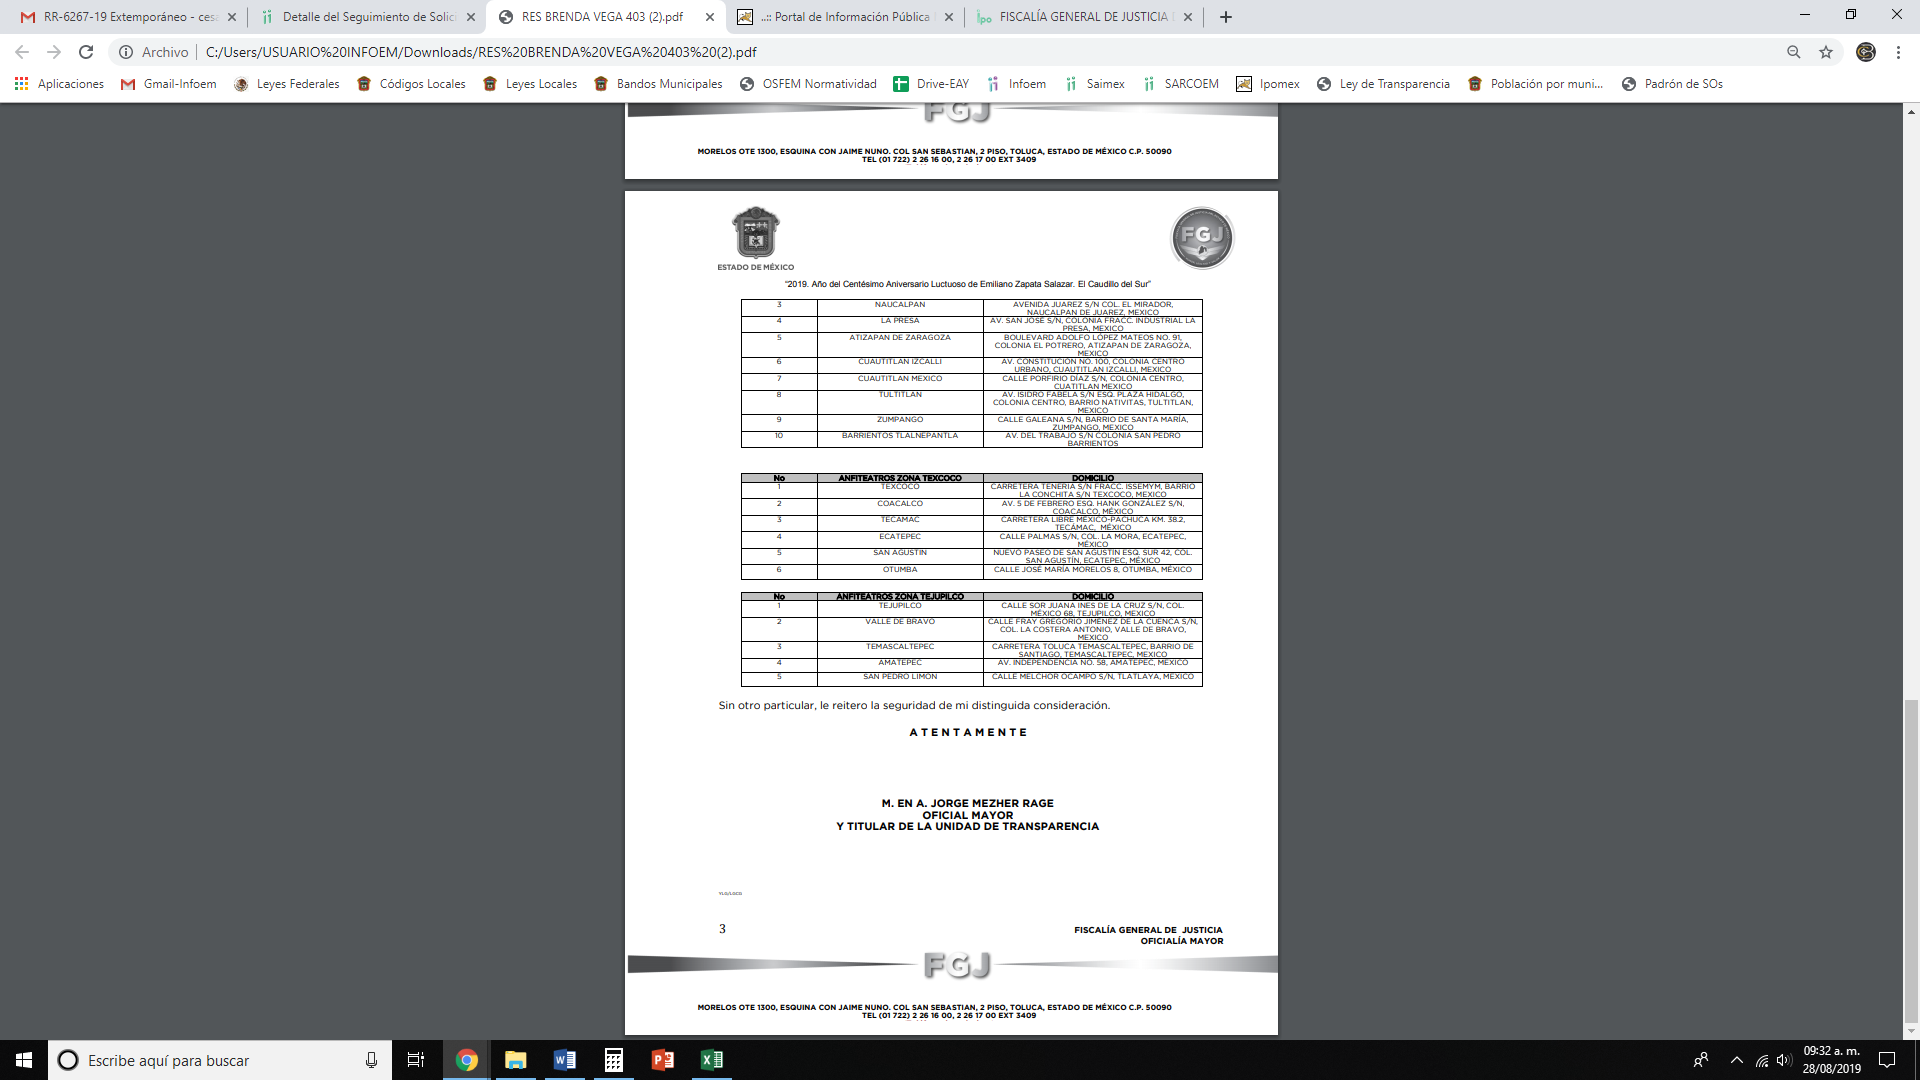 RR-6267-19 Extemporáneo - cesa
Detalle del Seguimiento de Solici
RES BRENDA VEGA 403 (2).pdf
..:: Portal de Información Pública
FISCALÍA GENERAL DE JUSTICIA
Archivo
C:/Users/USUARIO%20INFOEM/Downloads/RES%20BRENDA%20VEGA%20403%20(2).pdf
Aplicaciones
Gmail-Infoem
Leyes Federales
Códigos Locales
Leyes Locales
Bandos Municipales
OSFEM Normatividad
Drive-EAY
Infoem
Saimex
SARCOEM
Ipomex
Ley de Transparencia
Población por muni...
Padrón de SOs
FGJ
MORELOS OTE 1300, ESQUINA CON JAIME NUNO. COL SAN SEBASTIAN, 2 PISO, TOLUCA, ESTADO DE MÉXICO C.P. 50090
TEL (01 722) 2 26 16 00, 2 26 17 00 EXT 3409
ESTADO DE MÉXICO
FGJ
"2019. Año del Centésimo Aniversario Luctuoso de Emiliano Zapata Salazar. El Caudillo del Sur"
3 NAUCALPAN AVENIDA JUAREZ S/N COL. EL MIRADOR,
NAUCALPAN DE JUAREZ, MEXICO
4 LA PRESA AV. SAN JOSÉ S/N, COLONIA FRACC. INDUSTRIAL LA
PRESA, MEXICO
5 ATIZAPAN DE ZARAGOZA BOULEVARD ADOLFO LÓPEZ MATEOS NO. 91,
COLONIA EL POTRERO, ATIZAPAN DE ZARAGOZA,
MEXICO
6 CUAUTITLAN IZCALLI AV. CONSTITUCIÓN NO. 100, COLONIA CENTRO
URBANO, CUAUTITLAN IZCALLI, MEXICO
7 CUAUTITLAN MEXICO CALLE PORFIRIO DÍAZ S/N, COLONIA CENTRO,
CUATITLAN MEXICO
8 TULTITLAN AV. ISIDRO FABELA S/N ESQ. PLAZA HIDALGO,
COLONIA CENTRO, BARRIO NATIVITAS, TULTITLAN,
MEXICO
9 ZUMPANGO CALLE GALEANA S/N, BARRIO DE SANTA MARÍA,
ZUMPANGO, MEXICO
10 BARRIENTOS TLALNEPANTLA AV. DEL TRABAJO S/N COLONIA SAN PEDRO
BARRIENTOS
No ANFITEATROS ZONA TEXCOCO DOMICILIO
1 TEXCOCO CARRETERA TENERIA S/N FRACC. ISSEMYM, BARRIO
LA CONCHITA S/N TEXCOCO, MEXICO
2 COACALCO AV. 5 DE FEBRERO ESQ. HANK GONZÁLEZ S/N,
COACALCO, MÉXICO
3 TECAMAC CARRETERA LIBRE MÉXICO-PACHUCA KM. 38.2,
TECÁMAC, MÉXICO
4 ECATEPEC CALLE PALMAS S/N, COL. LA MORA, ECATEPEC,
MÉXICO
5 SAN AGUSTIN NUEVO PASEO DE SAN AGUSTÍN ESQ. SUR 42, COL.
SAN AGUSTÍN, ECATEPEC, MÉXICO
6 OTUMBA CALLE JOSÉ MARÍA MORELOS 8, OTUMBA, MÉXICO
No ANFITEATROS ZONA TEJUPILCO DOMICILIO
1 TEJUPILCO CALLE SOR JUANA INES DE LA CRUZ S/N, COL.
MÉXICO 68, TEJUPILCO, MEXICO
2 VALLE DE BRAVO CALLE FRAY GREGORIO JIMÉNEZ DE LA CUENCA S/N,
COL. LA COSTERA ANTONIO, VALLE DE BRAVO,
MEXICO
3 TEMASCALTEPEC CARRETERA TOLUCA TEMASCALTEPEC, BARRIO DE
SANTIAGO, TEMASCALTEPEC, MEXICO
4 AMATEPEC AV. INDEPENDENCIA NO. 58, AMATEPEC, MEXICO
5 SAN PEDRO LIMON CALLE MELCHOR OCAMPO S/N, TLATLAYA, MEXICO
Sin otro particular, le reitero la seguridad de mi distinguida consideración.
A T E N T A M E N T E
M. EN A. JORGE MEZHER RAGE
OFICIAL MAYOR
Y TITULAR DE LA UNIDAD DE TRANSPARENCIA
3
FISCALÍA GENERAL DE JUSTICIA
OFICIALÍA MAYOR
FGJ
MORELOS OTE 1300, ESQUINA CON JAIME NUNO. COL SAN SEBASTIAN, 2 PISO, TOLUCA, ESTADO DE MÉXICO C.P. 50090
TEL (01 722) 2 26 16 00, 2 26 17 00 EXT 3409
Escribe aquí para buscar
09:32 a. m.
28/08/2019